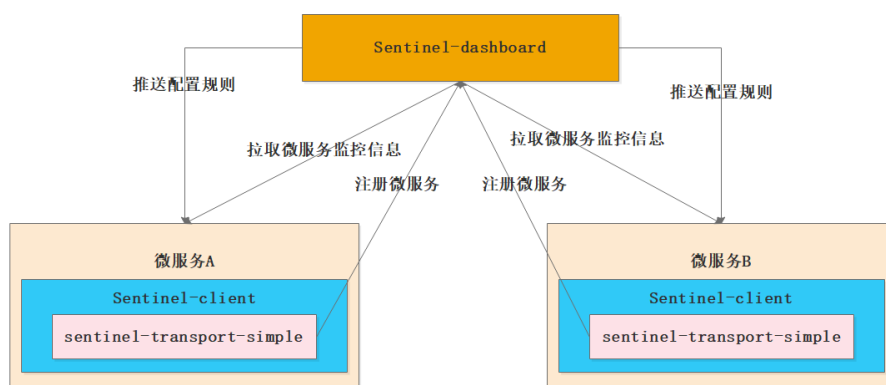 Sentinel-dashboard
推送配置规则
推送配置规则
拉取微服务监控信息
拉取微服务监控信息
注册微服务
注册微服务
微服务A
Sentinel-client
sentinel-transport-simple
微服务B
Sentinel-client
sentinel-transport-simple